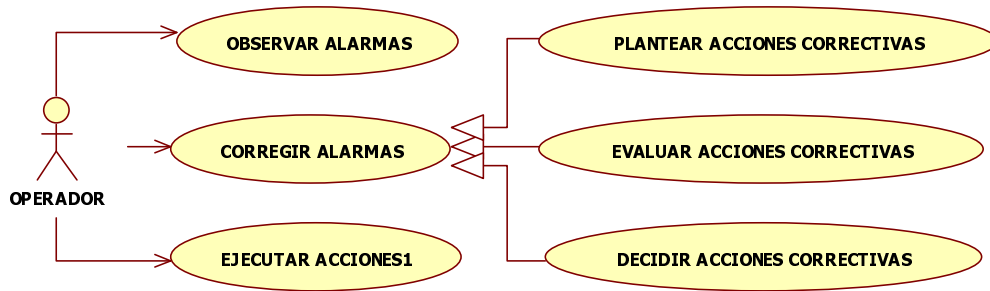 OBSERVAR ALARMAS
PLANTEAR ACCIONES CORRECTIVAS
CORREGIR ALARMAS
EVALUAR ACCIONES CORRECTIVAS
OPERADOR
EJECUTAR ACCIONES1
DECIDIR ACCIONES CORRECTIVAS